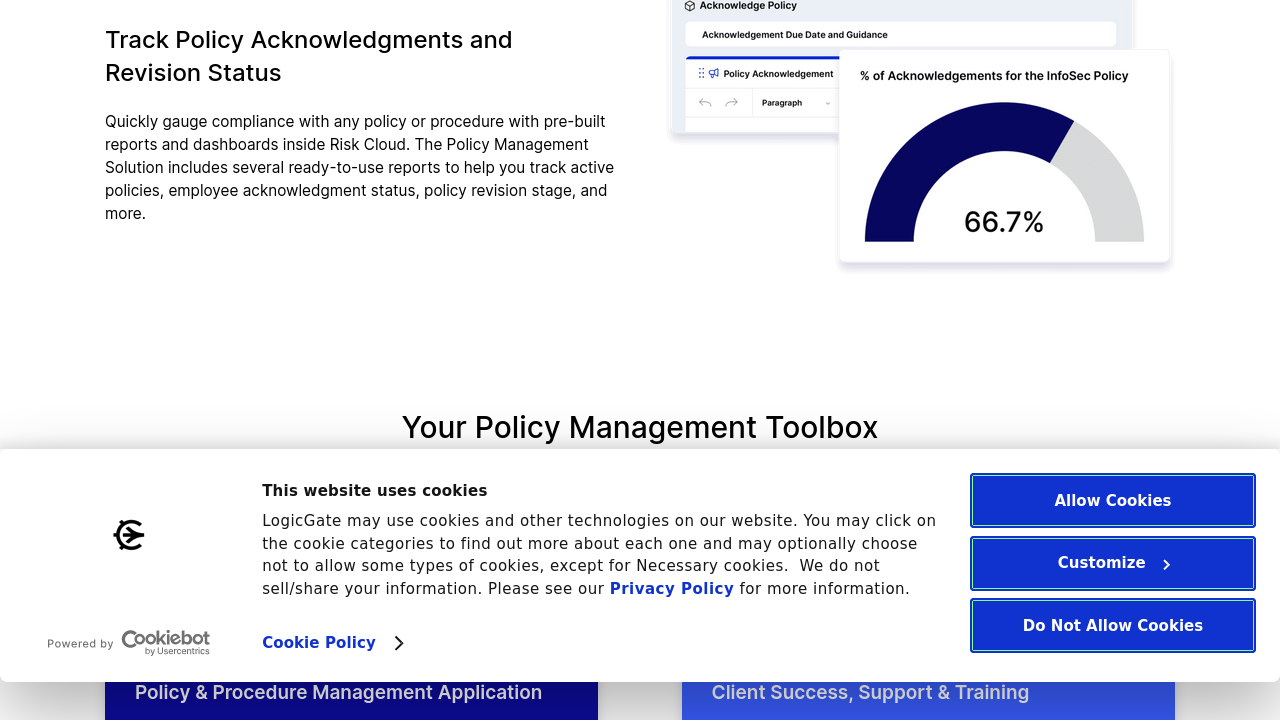 Acknowledge Policy
Track Policy Acknowledgments and
Revision Status
Acknowledgement Due Date and Guidance
Policy Acknowledgement
% of Acknowledgements for the InfoSec Policy
Paragraph
Quickly gauge compliance with any policy or procedure with pre-built
reports and dashboards inside Risk Cloud. The Policy Management
Solution includes several ready-to-use reports to help you track active
policies, employee acknowledgment status, policy revision stage, and
more.
66.7%
Your Policy Management Toolbox
This website uses cookies
LogicGate may use cookies and other technologies on our website. You may click on
the cookie categories to find out more about each one and may optionally choose
not to allow some types of cookies, except for Necessary cookies.  We do not
sell/share your information. Please see our Privacy Policy for more information.
Cookie Policy
Powered by Cookiebot
by Usercentrics
Allow Cookies
Customize
Do Not Allow Cookies
Policy & Procedure Management Application
Client Success, Support & Training